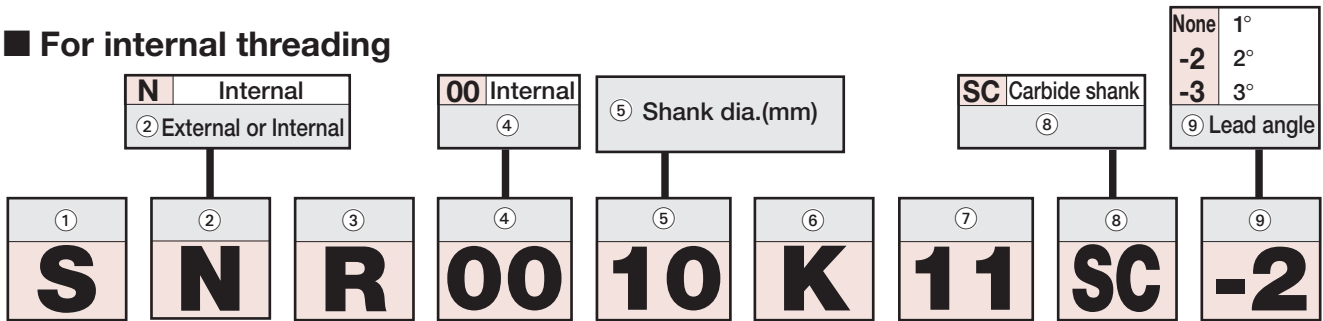 ■ For internal threading
None 1°
-2 2°
-3 3°
⑨ Lead angle
N Internal
② External or Internal
00 Internal
④
⑤ Shank dia.(mm)
SC Carbide shank
⑧
① ② ③ ④ ⑤ ⑥ ⑦ ⑧ ⑨
S N R 00 10 K 11 SC -2